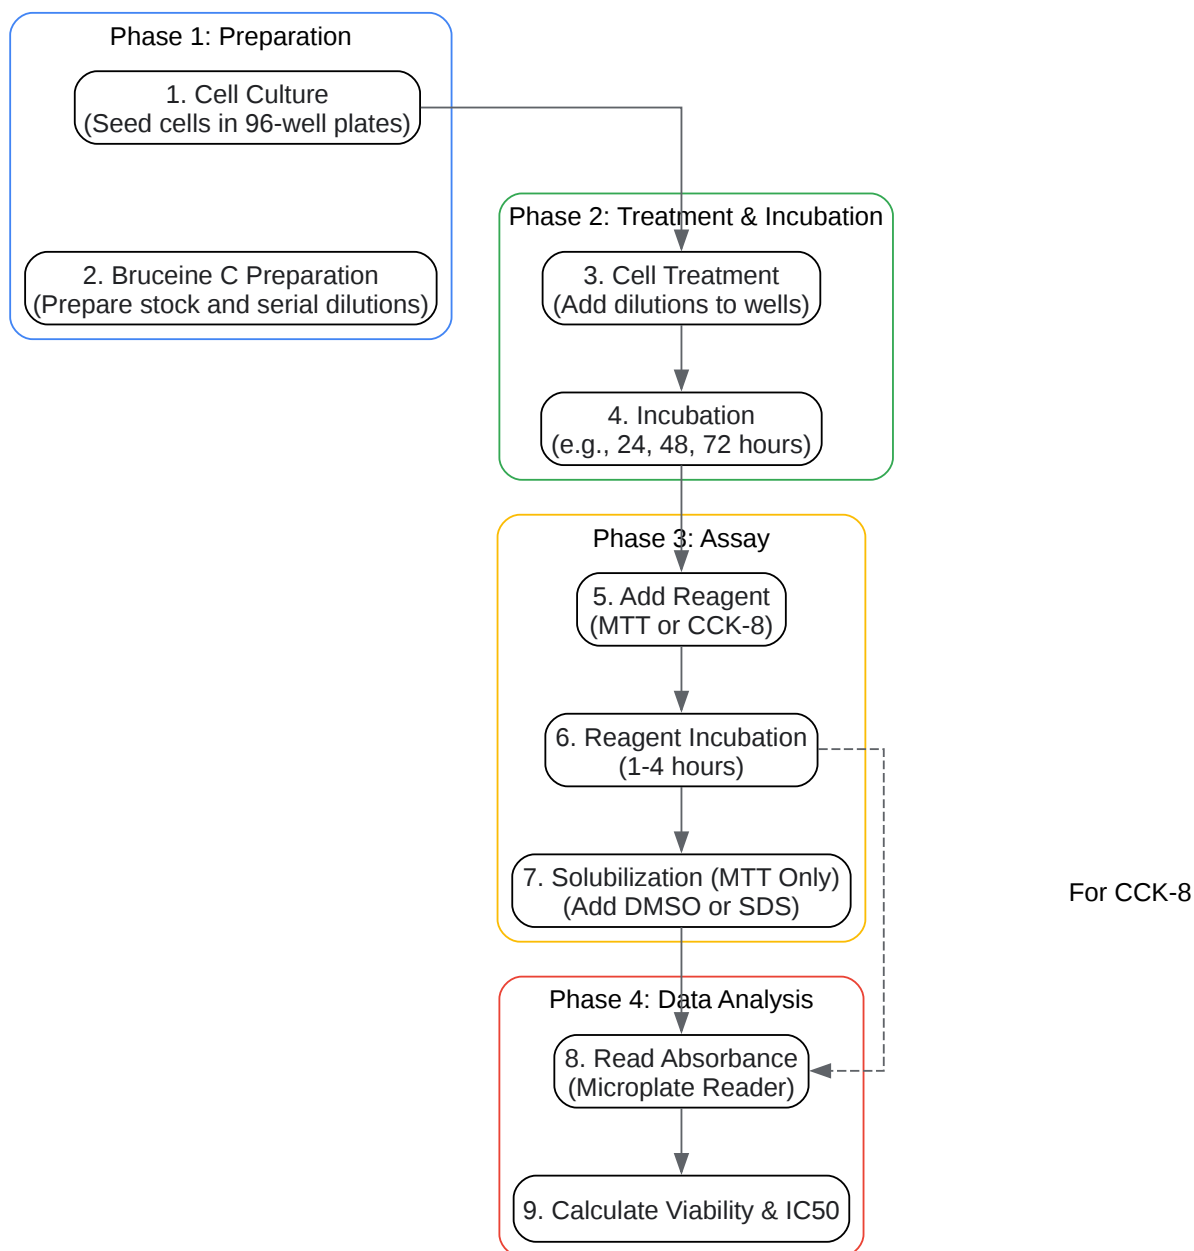 Phase 1: Preparation
1. Cell Culture
(Seed cells in 96-well plates)
2. Bruceine C Preparation
(Prepare stock and serial dilutions)
Phase 2: Treatment & Incubation
3. Cell Treatment
(Add dilutions to wells)
4. Incubation
(e.g., 24, 48, 72 hours)
Phase 3: Assay
5. Add Reagent
(MTT or CCK-8)
6. Reagent Incubation
(1-4 hours)
7. Solubilization (MTT Only)
(Add DMSO or SDS)
For CCK-8
Phase 4: Data Analysis
8. Read Absorbance
(Microplate Reader)
9. Calculate Viability & IC50